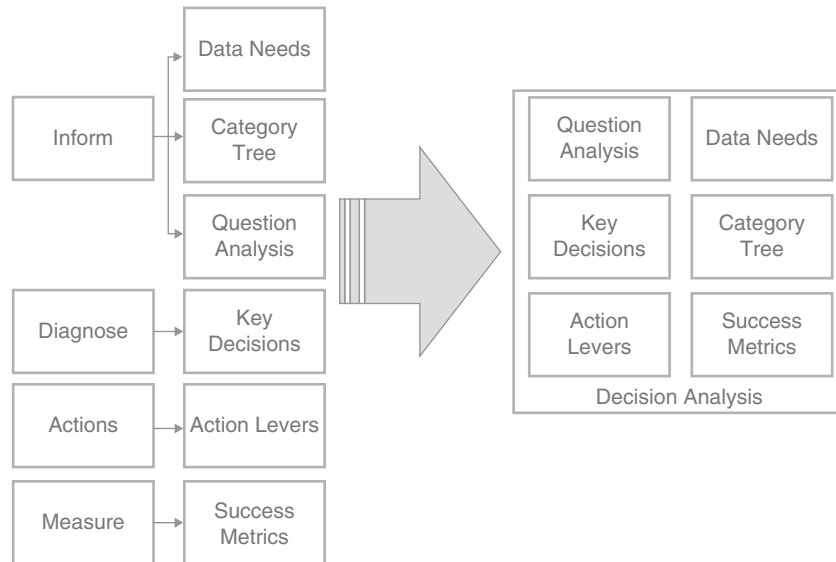 Data Needs
Inform
Category
Tree
Question
Analysis
Diagnose
Key
Decisions
Actions
Action Levers
Measure
Success
Metrics
Question
Analysis
Data Needs
Key
Decisions
Category
Tree
Action
Levers
Success
Metrics
Decision Analysis